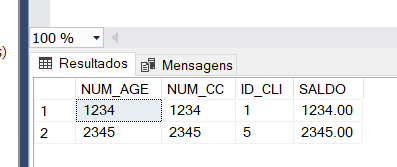 s)
100 %
Resultados Mensagens
NUM_AGE NUM_CC ID_CLI SALDO
1 1234 1234 1 1234.00
2 2345 2345 5 2345.00